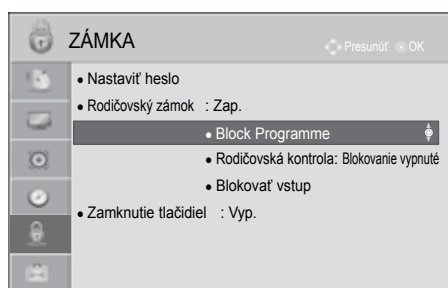 ZÁMKA
Presunúť OK
• Nastaviť heslo
• Rodičovský zámok : Zap.
• Block Programme
• Rodičovská kontrola: Blokovanie vypnuté
• Blokovať vstup
• Zamknutie tlačidiel : Vyp.